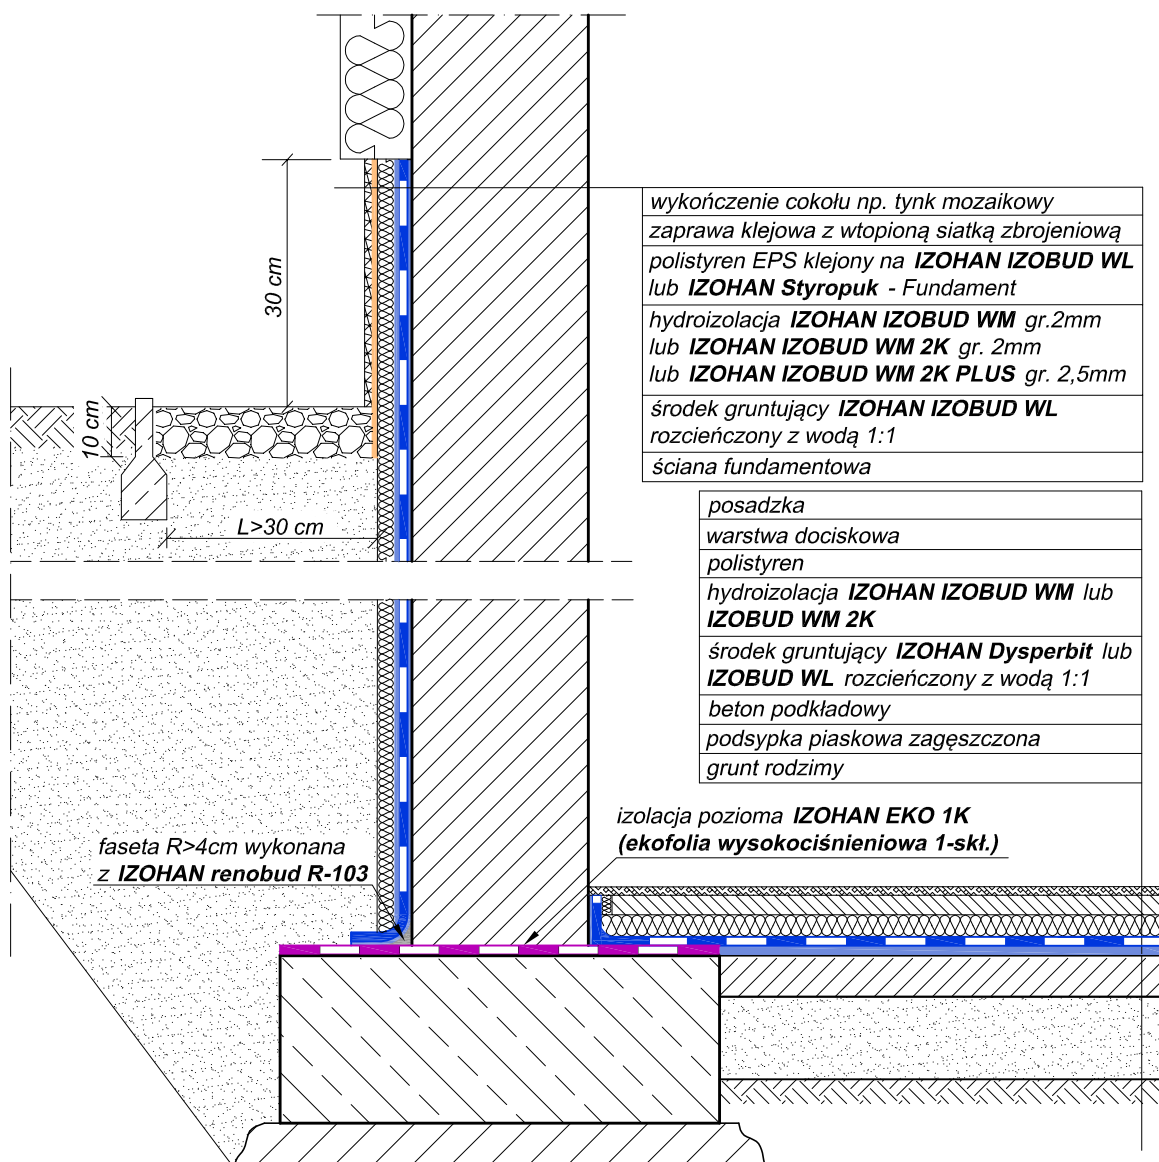 wykończenie cokołu np. tynk mozaikowy
zaprawa klejowa z wtopioną siatką zbrojeniową
polistyren EPS klejony na IZOHAN IZOBUD WL
lub IZOHAN Styropuk - Fundament
hydroizolacja IZOHAN IZOBUD WM gr.2mm
lub IZOHAN IZOBUD WM 2K gr. 2mm
lub IZOHAN IZOBUD WM 2K PLUS gr. 2,5mm
środek gruntujący IZOHAN IZOBUD WL
rozcieńczony z wodą 1:1
ściana fundamentowa
30 cm
10 cm
L>30 cm
posadzka
warstwa dociskowa
polistyren
hydroizolacja IZOHAN IZOBUD WM lub
IZOBUD WM 2K
środek gruntujący IZOHAN Dysperbit lub
IZOBUD WL rozcieńczony z wodą 1:1
beton podkładowy
podsypka piaskowa zagęszczona
grunt rodzimy
izolacja pozioma IZOHAN EKO 1K
(ekofolia wysokociśnieniowa 1-skł.)
faseta R>4cm wykonana
z IZOHAN renobud R-103